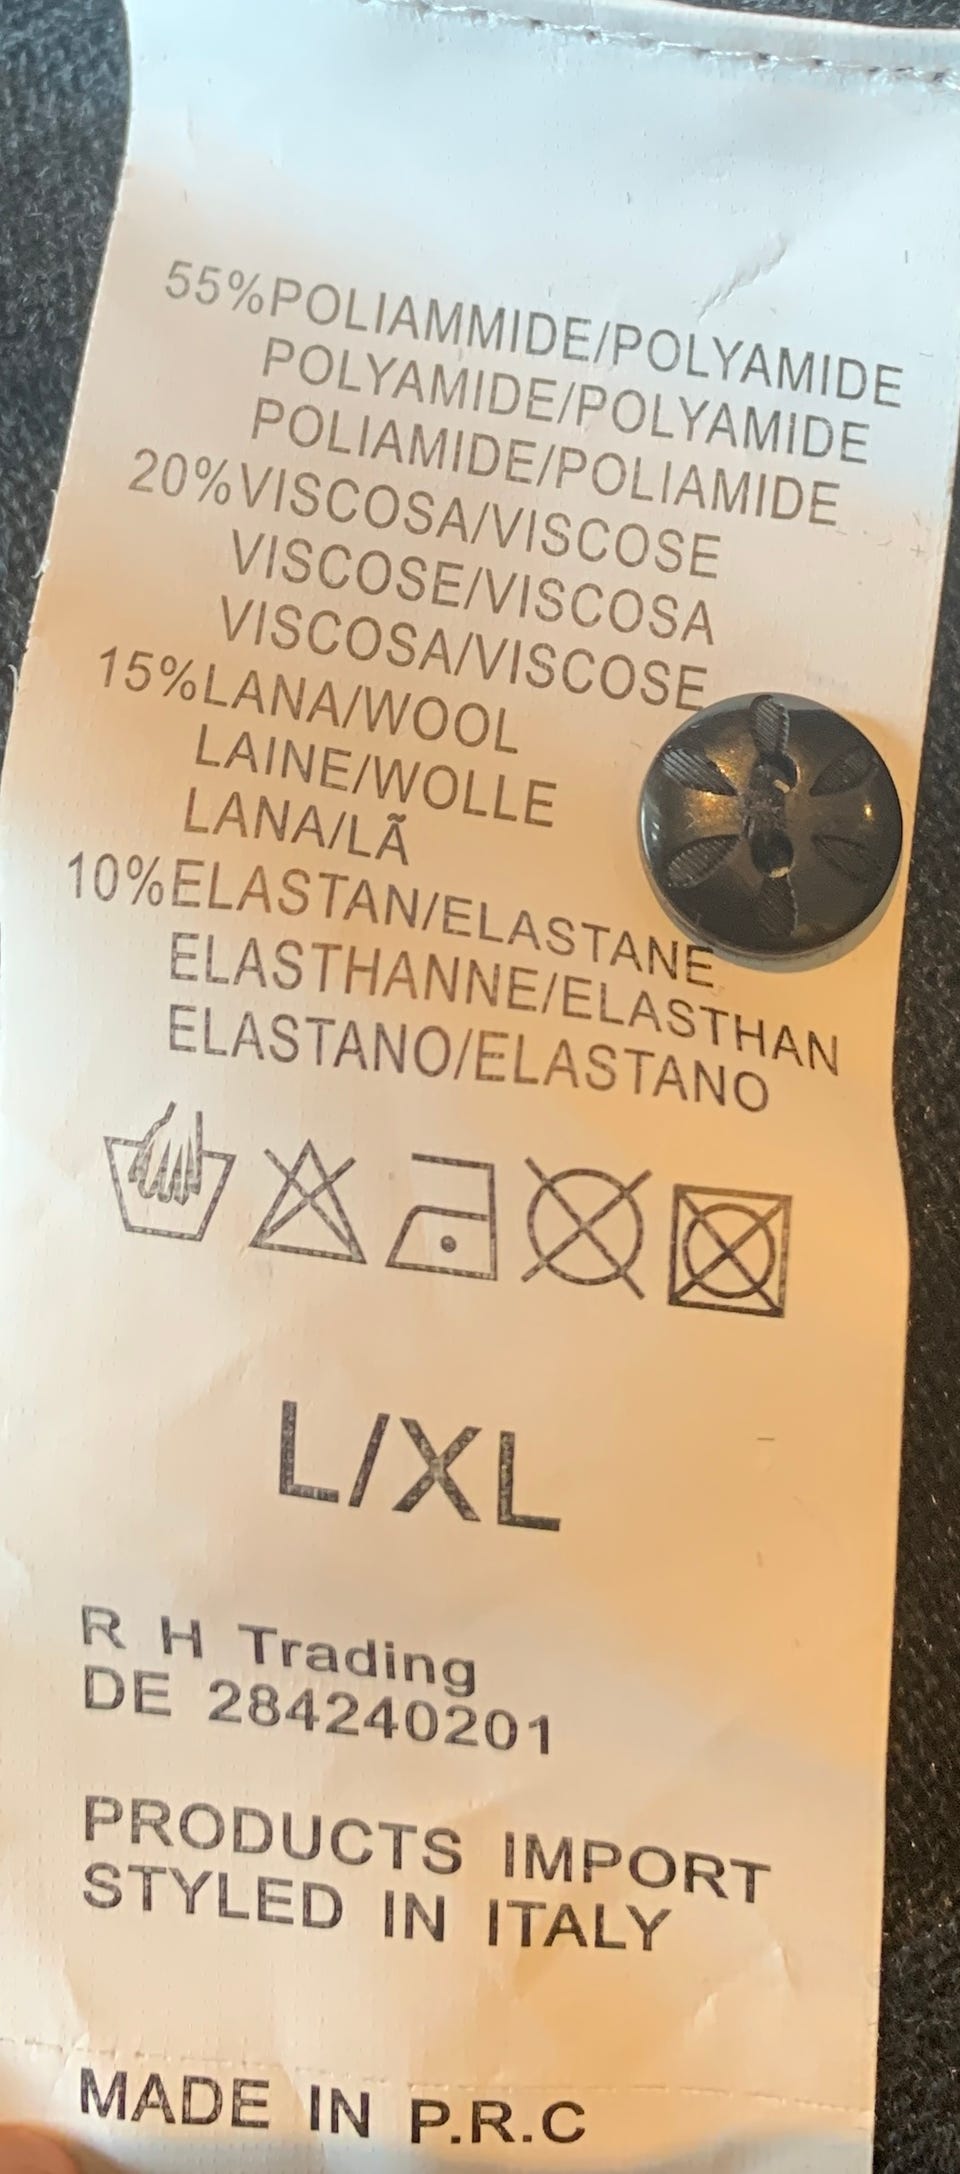 55%POLIAMMIDE/POLYAMIDE
POLYAMIDE/POLYAMIDE
POLIAMIDE/POLIAMIDE
20%VISCOSA/VISCOSE
VISCOSE/VISCOSA
VISCOSA/VISCOSE
15%LANA/WOOL
LAINE/WOLLE
LANA/LÃ
10%ELASTAN/ELASTANE
ELASTHANNE/ELASTHAN
ELASTANO/ELASTANO
L/XL
R H Trading
DE 284240201
PRODUCTS IMPORT
STYLED IN ITALY
MADE IN P.R.C